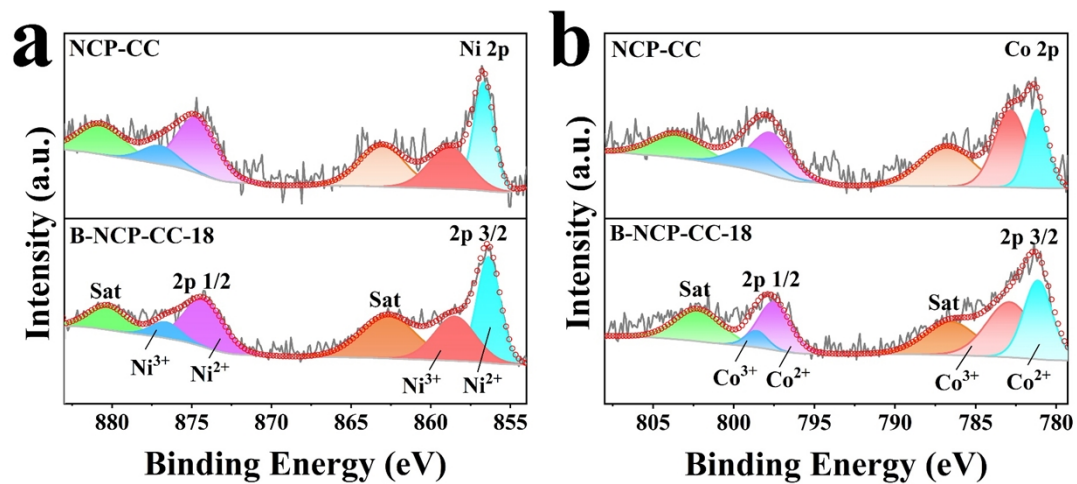 a
NCP-CC
Ni 2p
B-NCP-CC-18
2p 3/2
Sat
2p 1/2
Sat
Ni³⁺
Ni²⁺
Ni³⁺
Ni²⁺
880 875 870 865 860 855
Binding Energy (eV)
Intensity (a.u.)
b
NCP-CC
Co 2p
B-NCP-CC-18
2p 3/2
Sat
2p 1/2
Sat
Co³⁺
Co²⁺
Co³⁺
Co²⁺
805 800 795 790 785 780
Binding Energy (eV)
Intensity (a.u.)